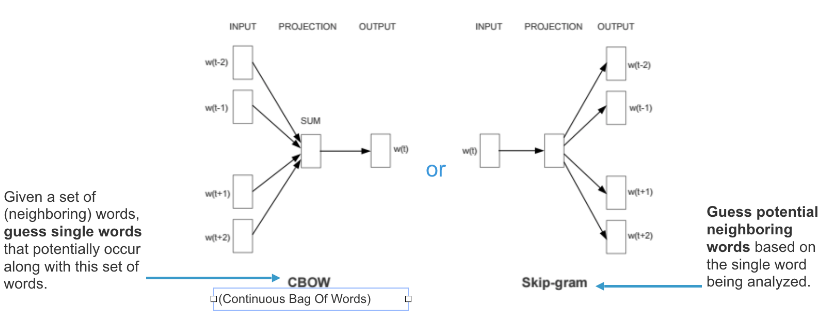 INPUT PROJECTION OUTPUT
w(t-2)
w(t-1)
SUM
w(t)
w(t+1)
w(t+2)
CBOW
(Continuous Bag Of Words)
Given a set of
(neighboring) words,
guess single words
that potentially occur
along with this set of
words.
or
INPUT PROJECTION OUTPUT
w(t-2)
w(t-1)
w(t)
w(t+1)
w(t+2)
Skip-gram
Guess potential
neighboring
words based on
the single word
being analyzed.